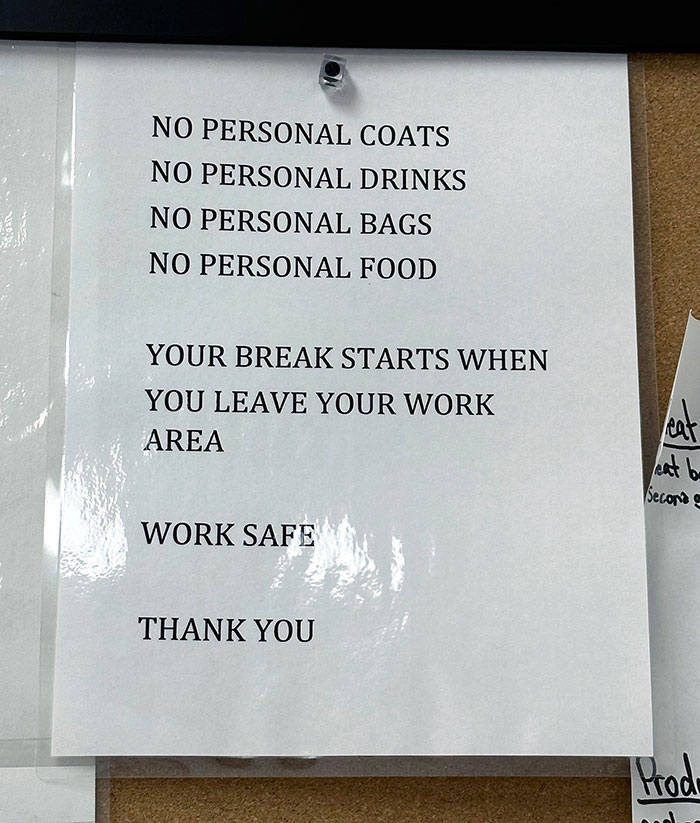 NO PERSONAL COATS
NO PERSONAL DRINKS
NO PERSONAL BAGS
NO PERSONAL FOOD
YOUR BREAK STARTS WHEN
YOU LEAVE YOUR WORK
AREA
WORK SAFE
THANK YOU